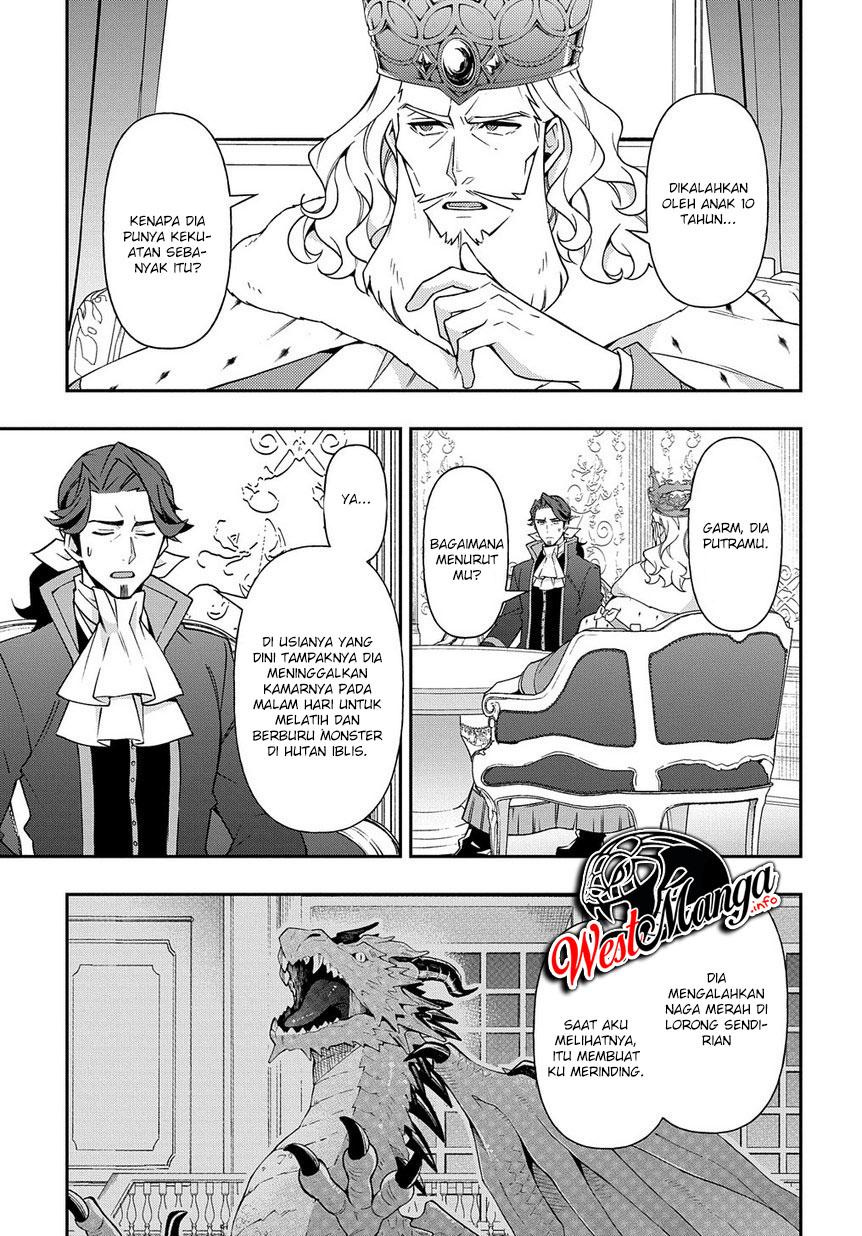 DIKALAHKAN
OLEH ANAK 10
TAHUN...
KENAPA DIA
PUNYA KEKU-
ATAN SEBA-
NYAK ITU?
GARM, DIA
PUTRAMU.
BAGAIMANA
MENURUT
MU?
YA...
DI USIANYA YANG
DINI TAMPAKNYA DIA
MENINGGALKAN
KAMARNYA PADA
MALAM HARI UNTUK
MELATIH DAN
BERBURU MONSTER
DI HUTAN IBLIS.
WestManga
.info
DIA
MENGALAHKAN
NAGA MERAH DI
LORONG SENDI-
RIAN
SAAT AKU
MELIHATNYA,
ITU MEMBUAT
KU MERINDING.